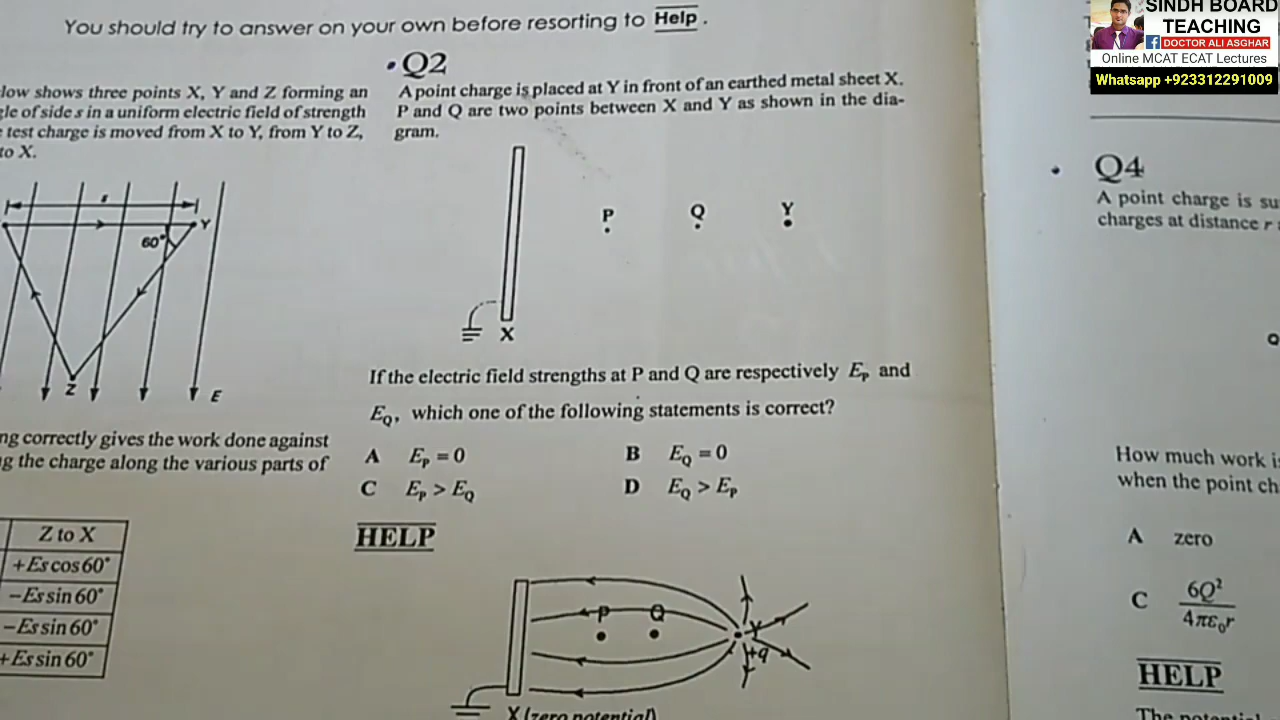 You should try to answer on your own before resorting to Help .
low shows three points X, Y and Z forming an
gle of side s in a uniform electric field of strength
test charge is moved from X to Y, from Y to Z,
to X.
s
Y
60°
Z
E
ng correctly gives the work done against
g the charge along the various parts of
Z to X
+Es cos 60°
−Es sin 60°
−Es sin 60°
+Es sin 60°
• Q2
A point charge is placed at Y in front of an earthed metal sheet X.
P and Q are two points between X and Y as shown in the dia-
gram.
P Q Y
X
If the electric field strengths at P and Q are respectively E_P and
E_Q, which one of the following statements is correct?
A E_P = 0 B E_Q = 0
C E_P > E_Q D E_Q > E_P
HELP
P Q Y
+q
X (zero potential)
SINDH BOARD
TEACHING
f DOCTOR ALI ASGHAR
Online MCAT ECAT Lectures
Whatsapp +923312291009
• Q4
A point charge is su
charges at distance r
Q
How much work i
when the point ch
A zero
C 6Q²/4πε₀r
HELP
The potential